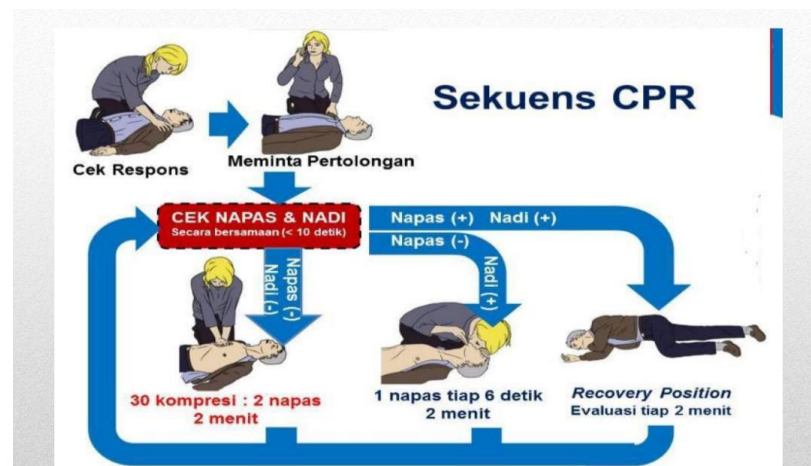 Sekuens CPR
Cek Respons
Meminta Pertolongan
CEK NAPAS & NADI
Secara bersamaan (< 10 detik)
Napas (+) Nadi (+)
Napas (-)
Nadi (+)
Napas (-)
Nadi (-)
30 kompresi : 2 napas
2 menit
1 napas tiap 6 detik
2 menit
Recovery Position
Evaluasi tiap 2 menit